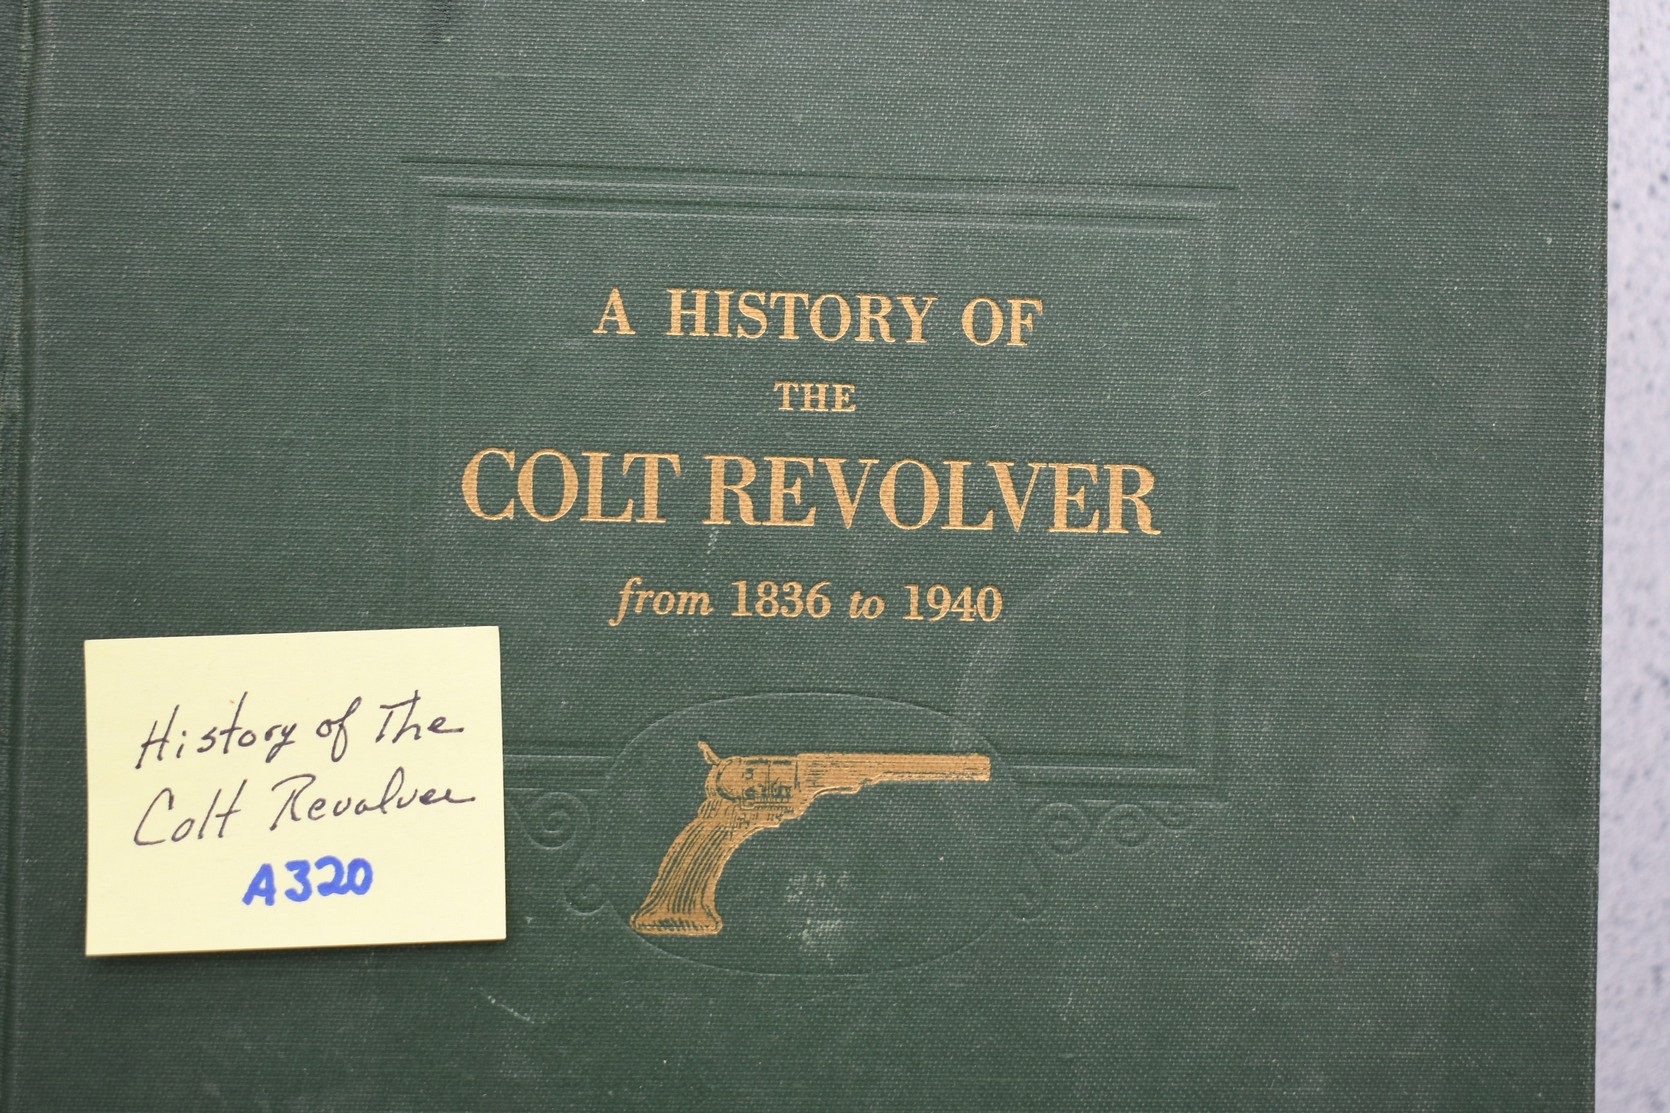 A HISTORY OF
THE
COLT REVOLVER
from 1836 to 1940
History of The
Colt Revolver
A320